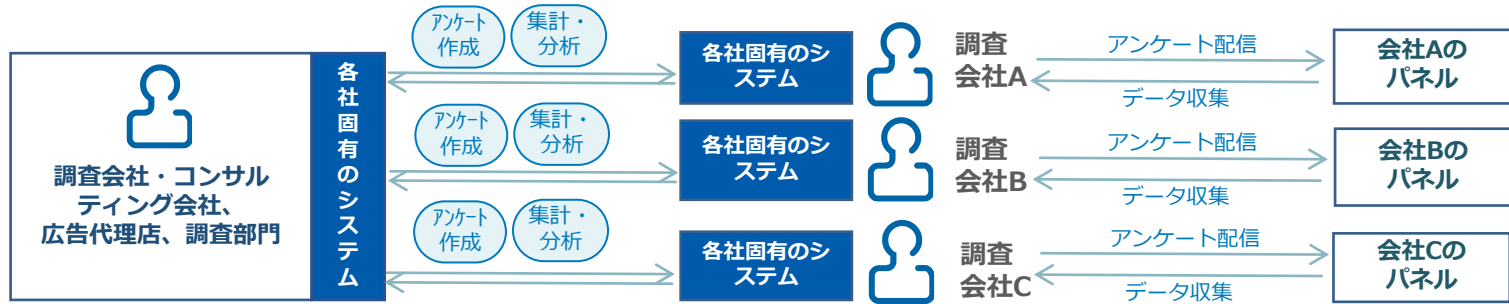 調査会社・コンサル
ティング会社、
広告代理店、調査部門
各社固有のシステム
アンケート
作成
集計・
分析
各社固有のシ
ステム
調査
会社A
アンケート配信
データ収集
会社Aの
パネル
アンケート
作成
集計・
分析
各社固有のシ
ステム
調査
会社B
アンケート配信
データ収集
会社Bの
パネル
アンケート
作成
集計・
分析
各社固有のシ
ステム
調査
会社C
アンケート配信
データ収集
会社Cの
パネル